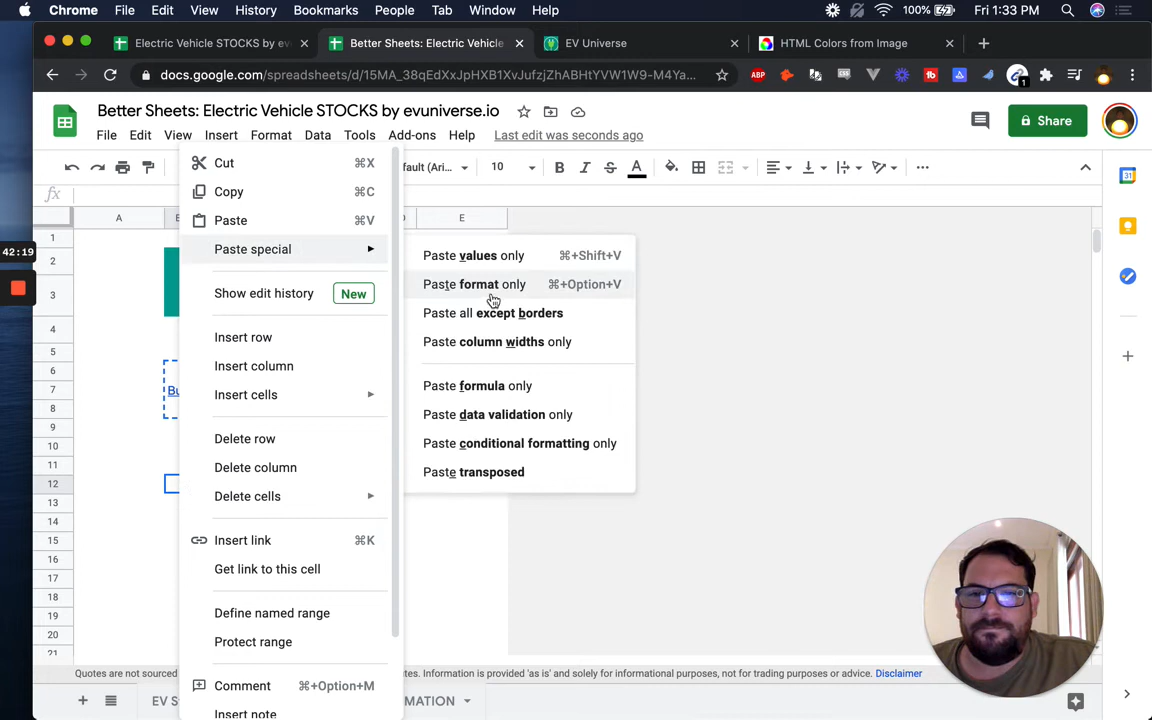 Chrome File Edit View History Bookmarks People Tab Window Help 100% Fri 1:33 PM
Electric Vehicle STOCKS by ev × Better Sheets: Electric Vehicle × EV Universe × HTML Colors from Image × +
docs.google.com/spreadsheets/d/15MA_38qEdXxJpHXB1XvJufzjZhABHtYVW1W9-M4Ya... ABP 1
Better Sheets: Electric Vehicle STOCKS by evuniverse.io
Share
File Edit View Insert Format Data Tools Add-ons Help Last edit was seconds ago
fault (Ari... 10 B I S A
fx
A E
1
2
3
4
5
6
7
8
9
10
11
12
13
14
15
16
17
18
19
20
21
42:19
Bu
Cut ⌘X
Copy ⌘C
Paste ⌘V
Paste special
Show edit history New
Insert row
Insert column
Insert cells
Delete row
Delete column
Delete cells
Insert link ⌘K
Get link to this cell
Define named range
Protect range
Comment ⌘+Option+M
Insert note
Paste values only ⌘+Shift+V
Paste format only ⌘+Option+V
Paste all except borders
Paste column widths only
Paste formula only
Paste data validation only
Paste conditional formatting only
Paste transposed
Quotes are not sourced
tes. Information is provided 'as is' and solely for informational purposes, not for trading purposes or advice. Disclaimer
+ EV S MATION
31